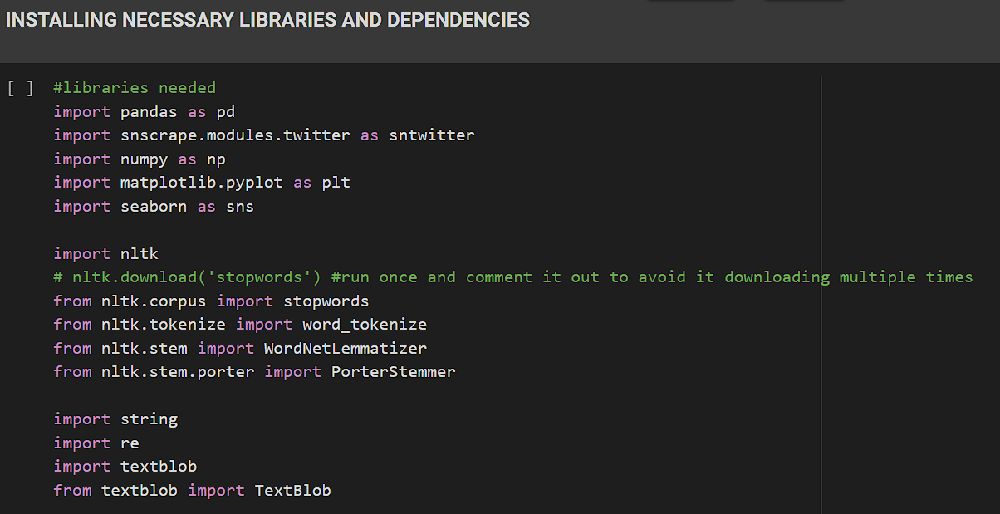 INSTALLING NECESSARY LIBRARIES AND DEPENDENCIES
[ ] #libraries needed
import pandas as pd
import snscrape.modules.twitter as sntwitter
import numpy as np
import matplotlib.pyplot as plt
import seaborn as sns
import nltk
# nltk.download('stopwords') #run once and comment it out to avoid it downloading multiple times
from nltk.corpus import stopwords
from nltk.tokenize import word_tokenize
from nltk.stem import WordNetLemmatizer
from nltk.stem.porter import PorterStemmer
import string
import re
import textblob
from textblob import TextBlob